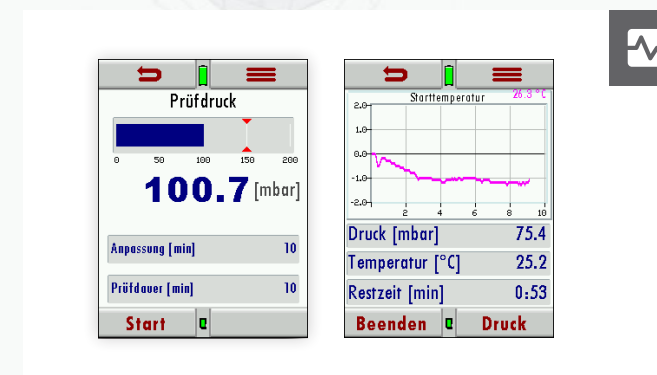 Prüfdruck
0 50 100 150 200
100.7 [mbar]
Anpassung [min] 10
Prüfdauer [min] 10
Start
Starttemperatur 26.3 °C
2.0
1.0
0.0
-1.0
-2.0
2 4 6 8 10
Druck [mbar] 75.4
Temperatur [°C] 25.2
Restzeit [min] 0:53
Beenden Druck